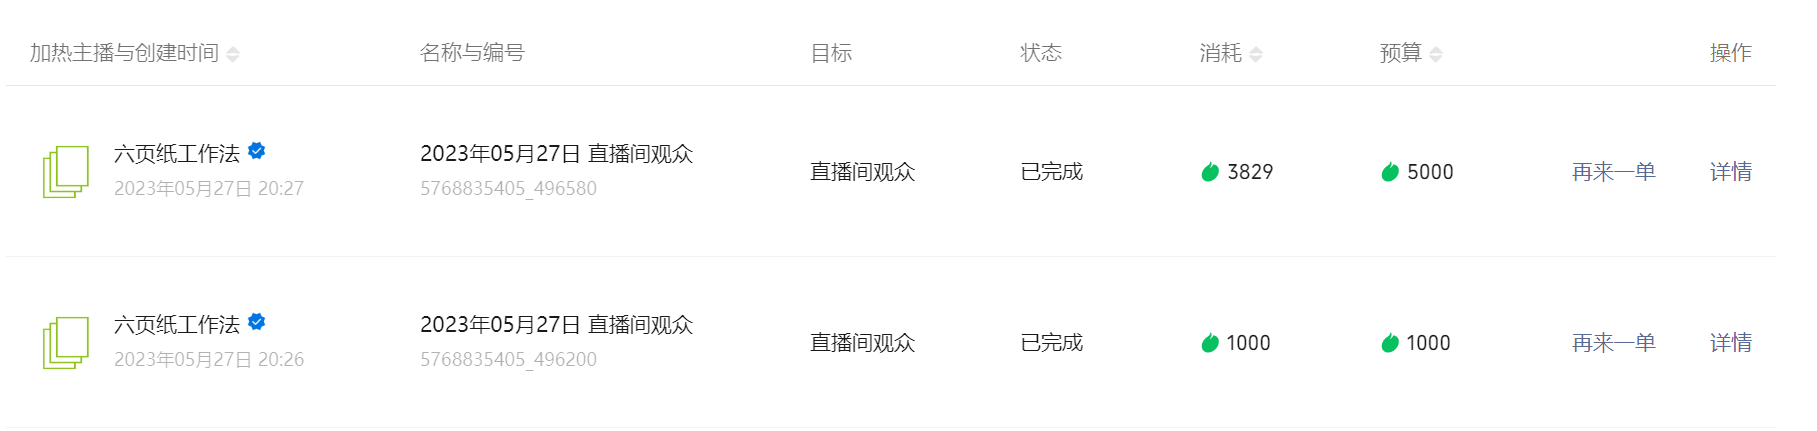 加热主播与创建时间 名称与编号 目标 状态 消耗 预算 操作
六页纸工作法 2023年05月27日 直播间观众
2023年05月27日 20:27 5768835405_496580
直播间观众 已完成 3829 5000 再来一单 详情
六页纸工作法 2023年05月27日 直播间观众
2023年05月27日 20:26 5768835405_496200
直播间观众 已完成 1000 1000 再来一单 详情